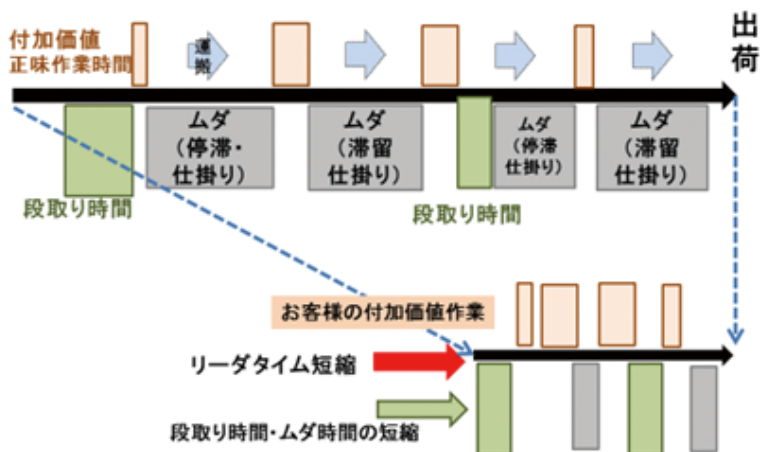 付加価値
正味作業時間
運
搬
出
荷
ムダ
(停滞・
仕掛り)
ムダ
(滞留
仕掛り)
ムダ
(停滞
仕掛り)
ムダ
(滞留
仕掛り)
段取り時間
段取り時間
お客様の付加価値作業
リーダタイム短縮
段取り時間・ムダ時間の短縮